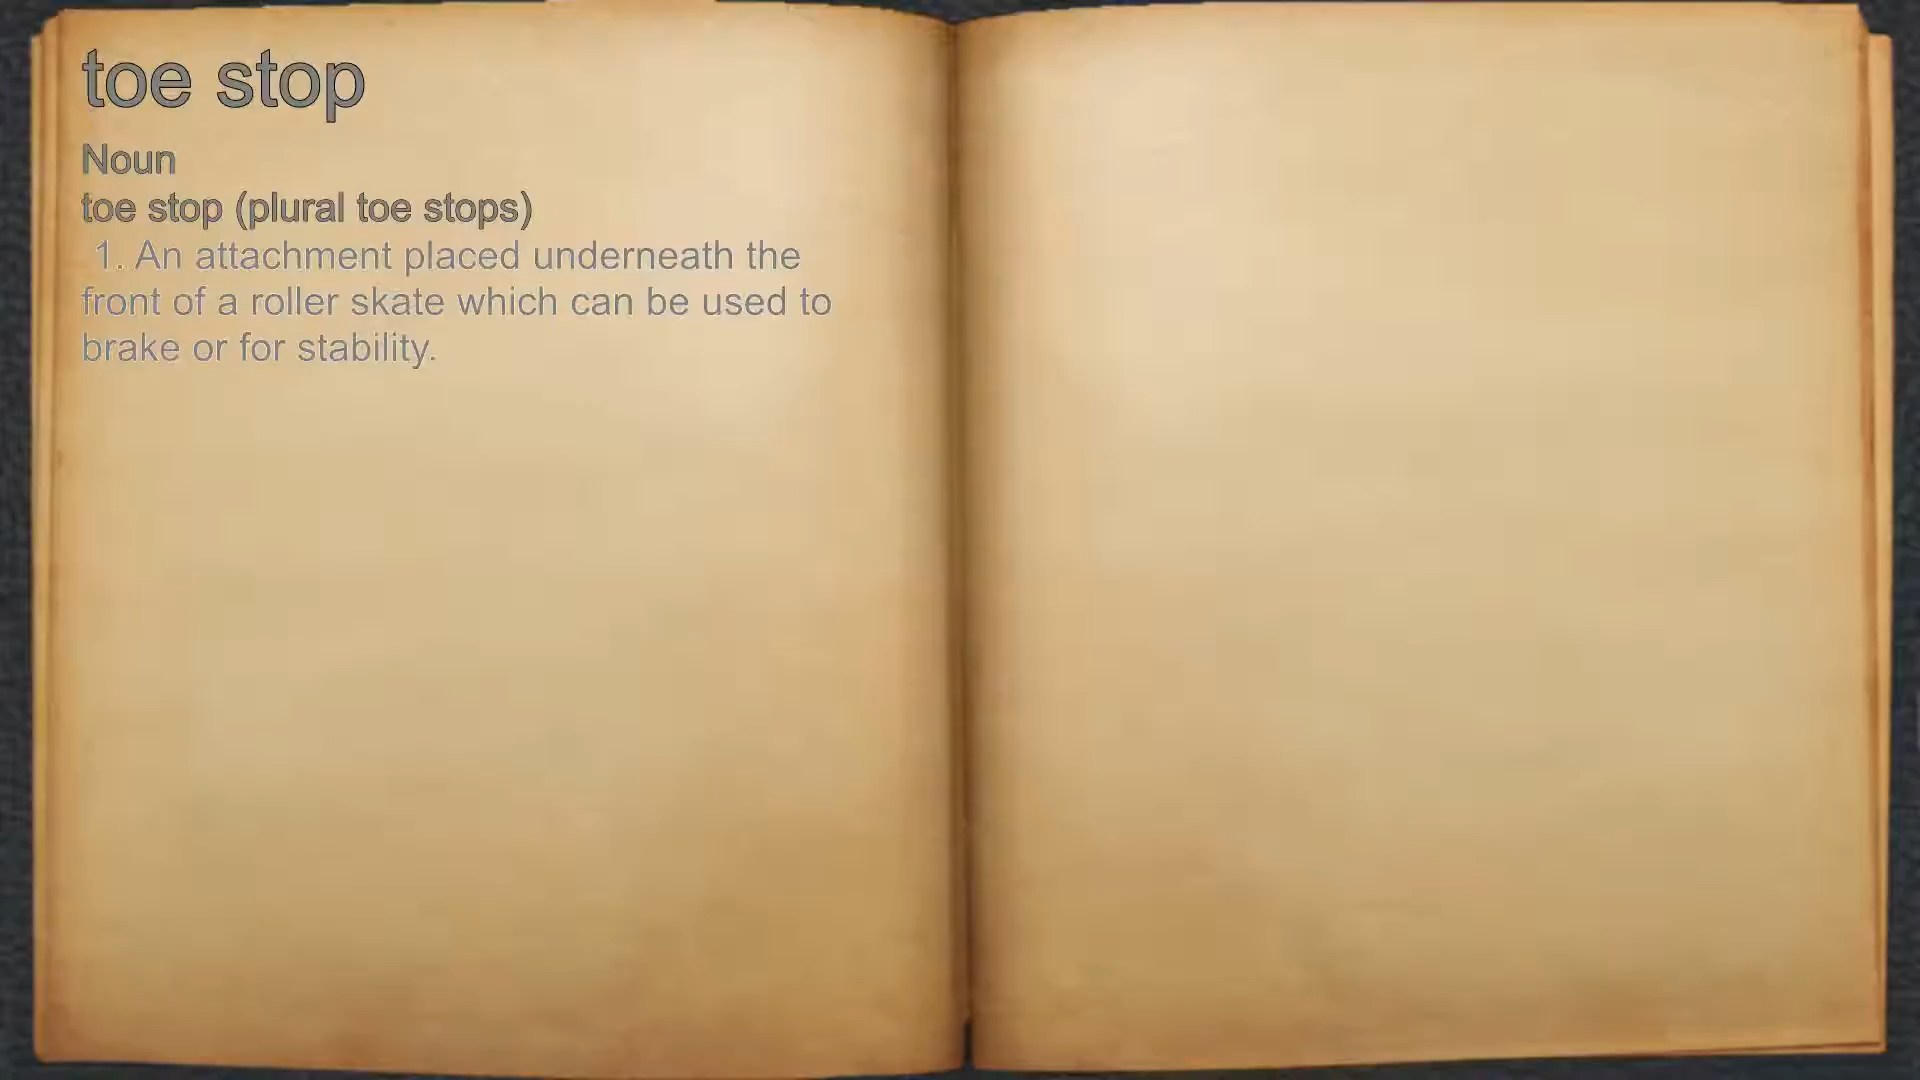 toe stop
Noun
toe stop (plural toe stops)
1. An attachment placed underneath the
front of a roller skate which can be used to
brake or for stability.